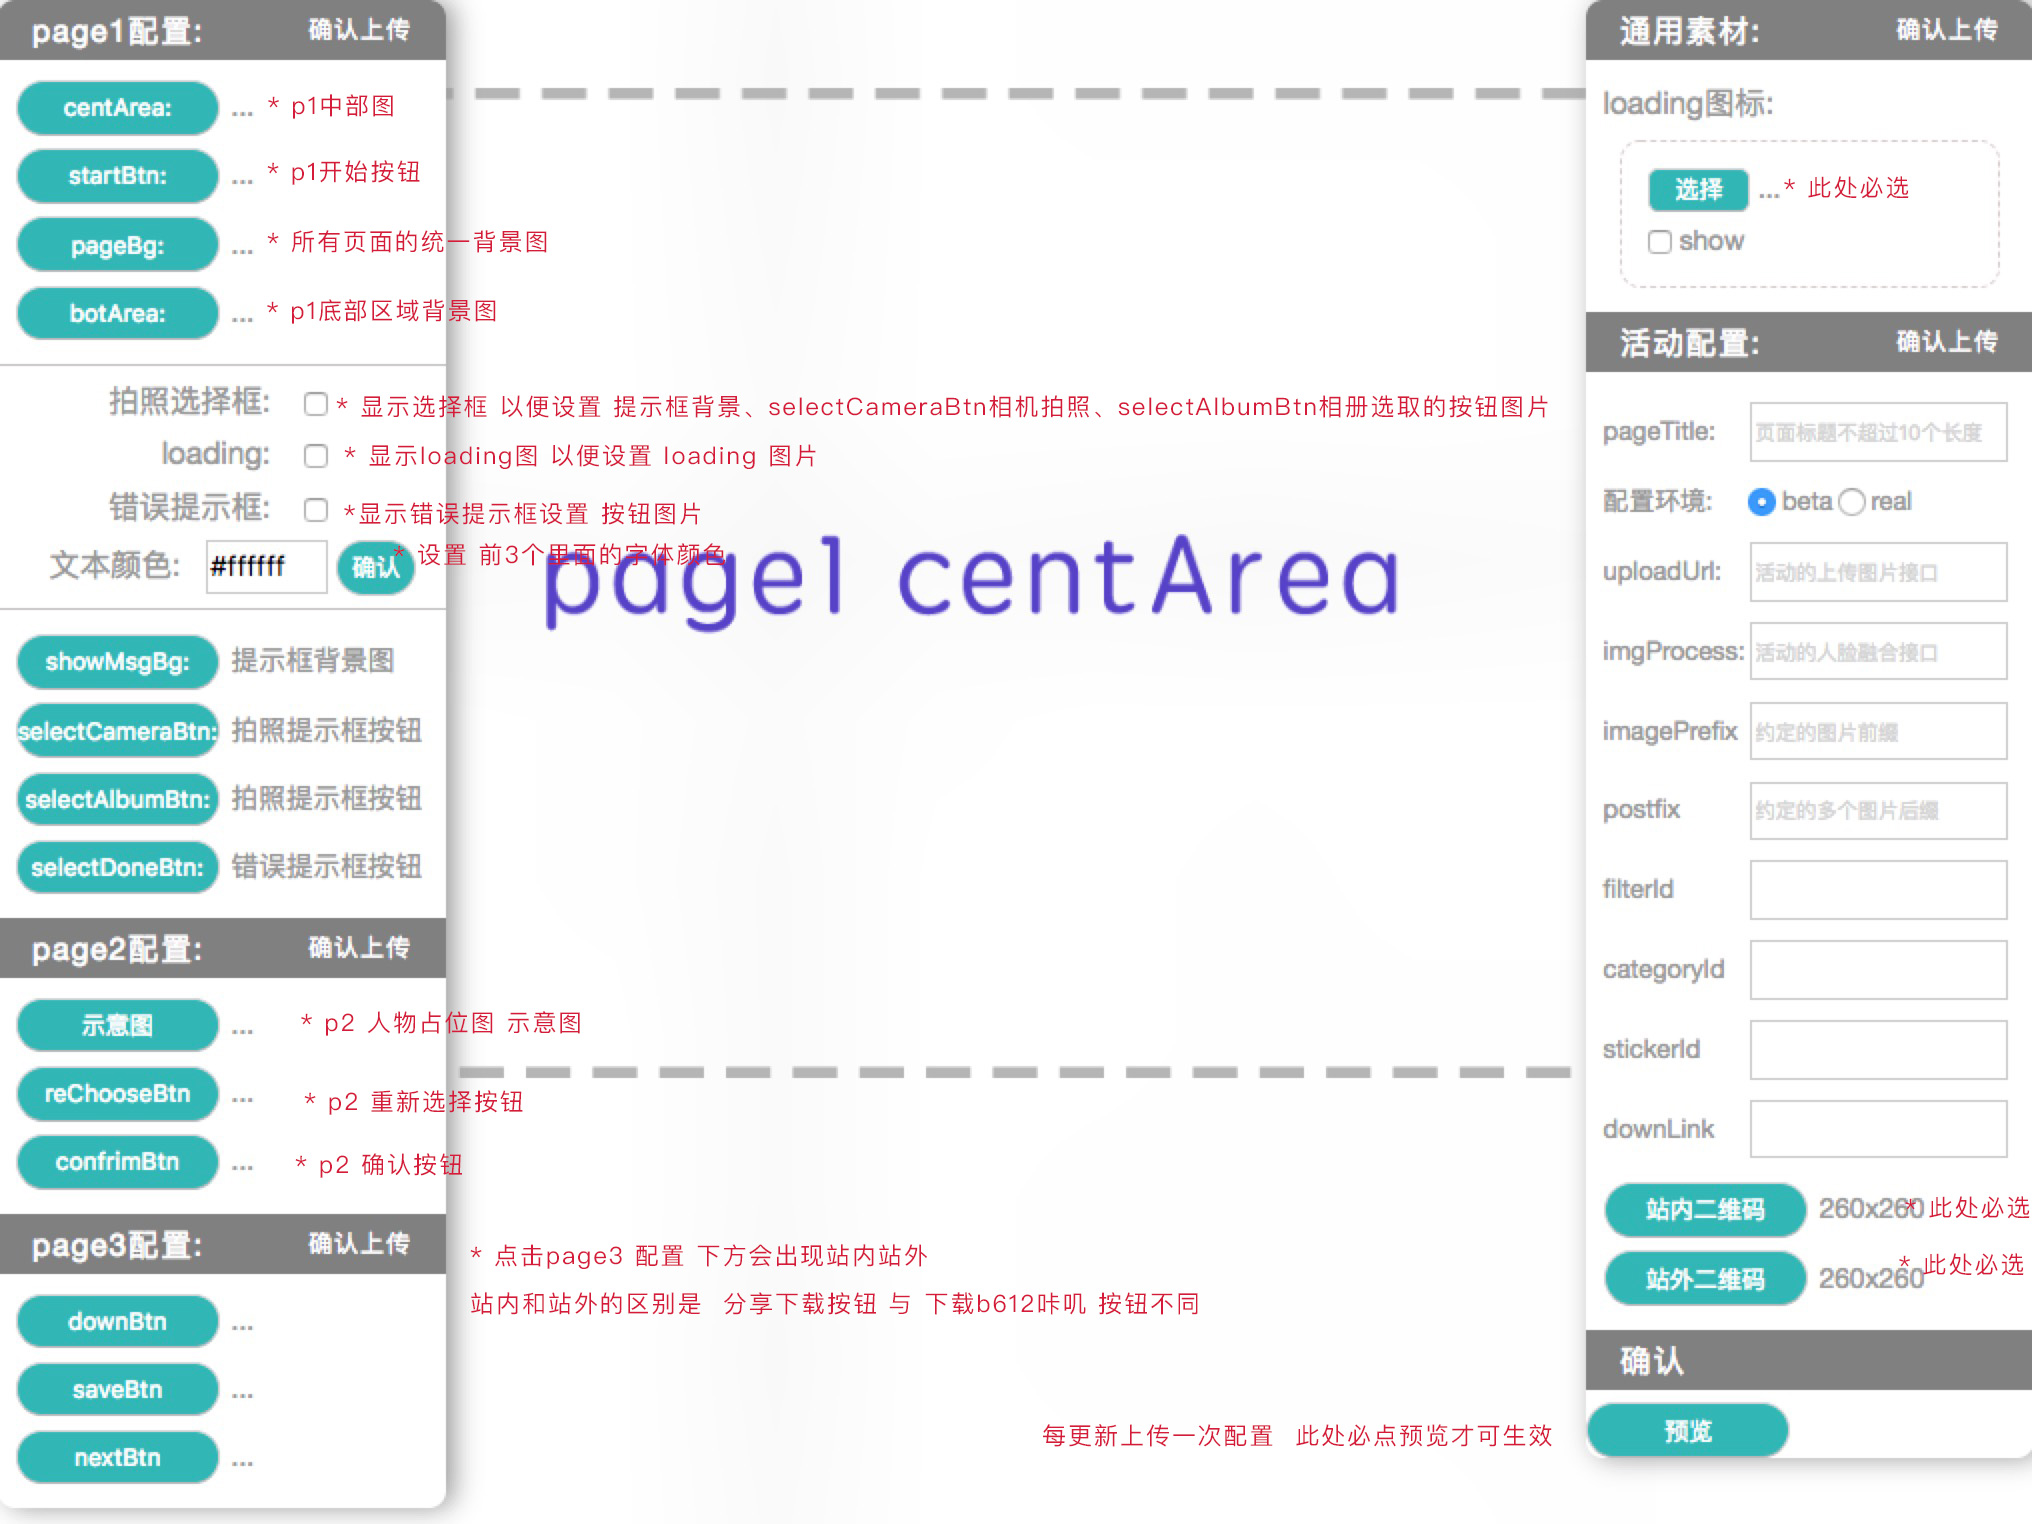 page1配置: 确认上传
centArea: ... * p1中部图
startBtn: ... * p1开始按钮
pageBg: ... * 所有页面的统一背景图
botArea: ... * p1底部区域背景图
拍照选择框: * 显示选择框 以便设置 提示框背景、selectCameraBtn相机拍照、selectAlbumBtn相册选取的按钮图片
loading: * 显示loading图 以便设置 loading 图片
错误提示框: *显示错误提示框设置 按钮图片
文本颜色: #ffffff 确认 * 设置 前3个里面的字体颜色
page1 centArea
showMsgBg: 提示框背景图
selectCameraBtn: 拍照提示框按钮
selectAlbumBtn: 拍照提示框按钮
selectDoneBtn: 错误提示框按钮
page2配置: 确认上传
示意图 ... * p2 人物占位图 示意图
reChooseBtn ... * p2 重新选择按钮
confrimBtn ... * p2 确认按钮
page3配置: 确认上传
* 点击page3 配置 下方会出现站内站外
站内和站外的区别是 分享下载按钮 与 下载b612咔叽 按钮不同
downBtn ...
saveBtn ...
nextBtn ...
每更新上传一次配置 此处必点预览才可生效
通用素材: 确认上传
loading图标:
选择 ...* 此处必选
show
活动配置: 确认上传
pageTitle: 页面标题不超过10个长度
配置环境: beta real
uploadUrl: 活动的上传图片接口
imgProcess: 活动的人脸融合接口
imagePrefix 约定的图片前缀
postfix 约定的多个图片后缀
filterId
categoryId
stickerId
downLink
站内二维码 260x260 * 此处必选
站外二维码 260x260 * 此处必选
确认
预览